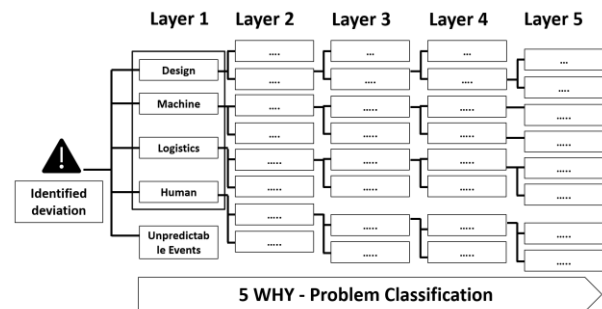 Layer 1 Layer 2 Layer 3 Layer 4 Layer 5
.... ... ...
...
Design
.... .... ....
....
Machine
..... ..... .....
.....
.... ..... .....
.....
Logistics
..... ..... .....
.....
..... ..... .....
.....
Human
Identified
deviation
.....
..... .....
.....
Unpredictab
le Events
.....
..... .....
.....
5 WHY - Problem Classification